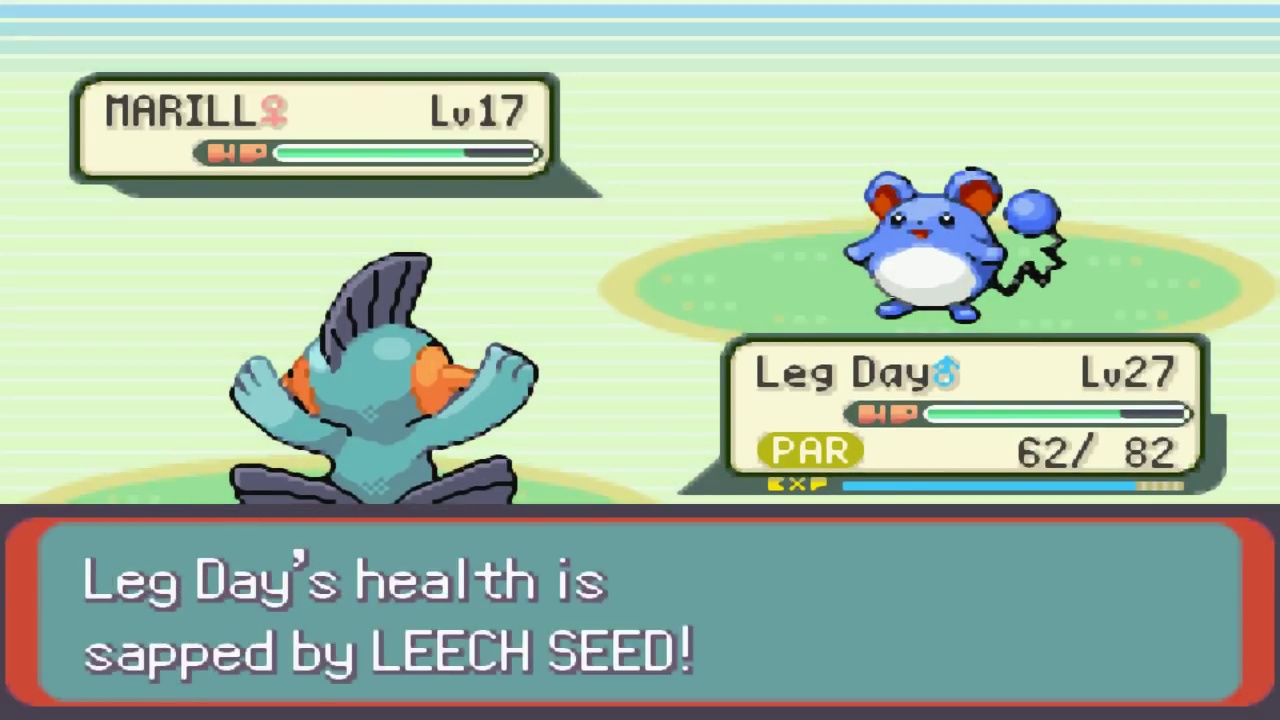 MARILL♀ Lv17
HP
Leg Day♂ Lv27
HP
PAR 62/ 82
EXP
Leg Day's health is
sapped by LEECH SEED!